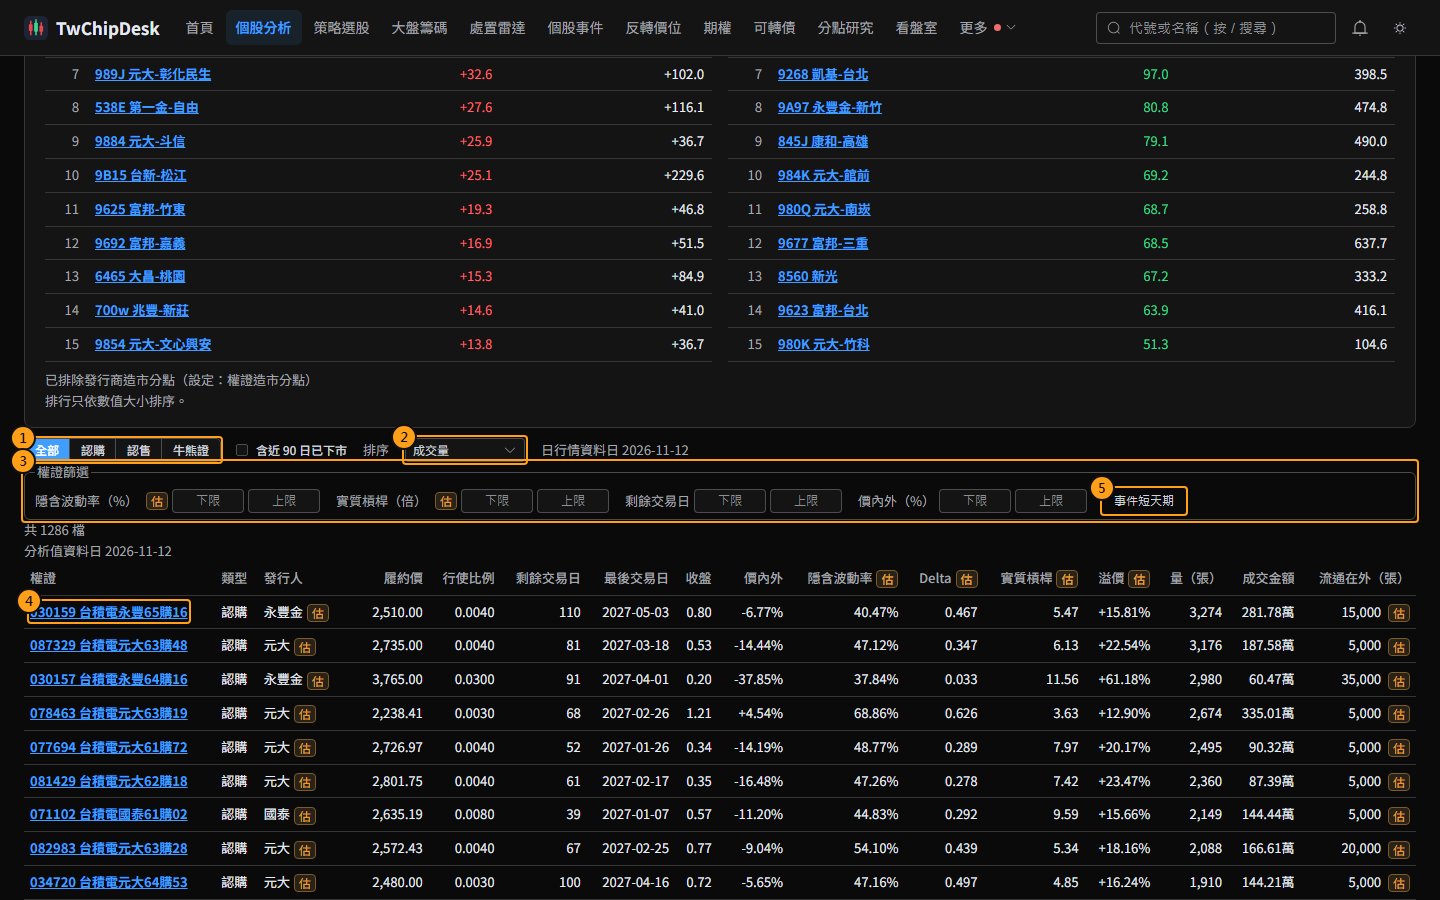 TwChipDesk 首頁 個股分析 策略選股 大盤籌碼 處置雷達 個股事件 反轉價位 期權 可轉債 分點研究 看盤室 更多 代號或名稱（按 / 搜尋）
7 989J 元大-彰化民生 +32.6 +102.0 7 9268 凱基-台北 97.0 398.5
8 538E 第一金-自由 +27.6 +116.1 8 9A97 永豐金-新竹 80.8 474.8
9 9884 元大-斗信 +25.9 +36.7 9 845J 康和-高雄 79.1 490.0
10 9B15 台新-松江 +25.1 +229.6 10 984K 元大-館前 69.2 244.8
11 9625 富邦-竹東 +19.3 +46.8 11 980Q 元大-南崁 68.7 258.8
12 9692 富邦-嘉義 +16.9 +51.5 12 9677 富邦-三重 68.5 637.7
13 6465 大昌-桃園 +15.3 +84.9 13 8560 新光 67.2 333.2
14 700w 兆豐-新莊 +14.6 +41.0 14 9623 富邦-台北 63.9 416.1
15 9854 元大-文心興安 +13.8 +36.7 15 980K 元大-竹科 51.3 104.6
已排除發行商造市分點（設定：權證造市分點）
排行只依數值大小排序。
1 全部 認購 認售 牛熊證 含近 90 日已下市 排序 2 成交量 日行情資料日 2026-11-12
3 權證篩選
隱含波動率（%） 估 下限 上限 實質槓桿（倍） 估 下限 上限 剩餘交易日 下限 上限 價內外（%） 下限 上限 5 事件短天期
共 1286 檔
分析值資料日 2026-11-12
權證 類型 發行人 履約價 行使比例 剩餘交易日 最後交易日 收盤 價內外 隱含波動率 估 Delta 估 實質槓桿 估 溢價 估 量（張） 成交金額 流通在外（張）
4 030159 台積電永豐65購16 認購 永豐金 估 2,510.00 0.0040 110 2027-05-03 0.80 -6.77% 40.47% 0.467 5.47 +15.81% 3,274 281.78萬 15,000 估
087329 台積電元大63購48 認購 元大 估 2,735.00 0.0040 81 2027-03-18 0.53 -14.44% 47.12% 0.347 6.13 +22.54% 3,176 187.58萬 5,000 估
030157 台積電永豐64購16 認購 永豐金 估 3,765.00 0.0300 91 2027-04-01 0.20 -37.85% 37.84% 0.033 11.56 +61.18% 2,980 60.47萬 35,000 估
078463 台積電元大63購19 認購 元大 估 2,238.41 0.0030 68 2027-02-26 1.21 +4.54% 68.86% 0.626 3.63 +12.90% 2,674 335.01萬 5,000 估
077694 台積電元大61購72 認購 元大 估 2,726.97 0.0040 52 2027-01-26 0.34 -14.19% 48.77% 0.289 7.97 +20.17% 2,495 90.32萬 5,000 估
081429 台積電元大62購18 認購 元大 估 2,801.75 0.0040 61 2027-02-17 0.35 -16.48% 47.26% 0.278 7.42 +23.47% 2,360 87.39萬 5,000 估
071102 台積電國泰61購02 認購 國泰 估 2,635.19 0.0080 39 2027-01-07 0.57 -11.20% 44.83% 0.292 9.59 +15.66% 2,149 144.44萬 5,000 估
082983 台積電元大63購28 認購 元大 估 2,572.43 0.0040 67 2027-02-25 0.77 -9.04% 54.10% 0.439 5.34 +18.16% 2,088 166.61萬 20,000 估
034720 台積電元大64購53 認購 元大 估 2,480.00 0.0030 100 2027-04-16 0.72 -5.65% 47.16% 0.497 4.85 +16.24% 1,910 144.21萬 5,000 估